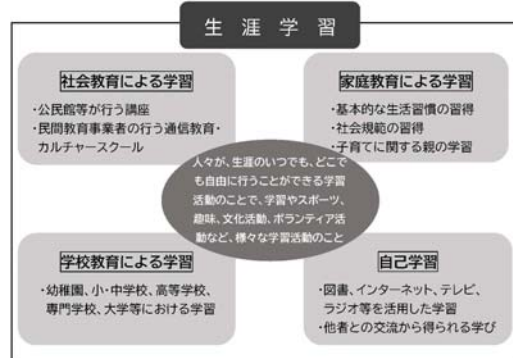 生涯学習
社会教育による学習
・公民館等が行う講座
・民間教育事業者の行う通信教育・
カルチャースクール
家庭教育による学習
・基本的な生活習慣の習得
・社会規範の習得
・子育てに関する親の学習
人々が、生涯のいつでも、どこで
も自由に行うことができる学習
活動のことで、学習やスポーツ、
趣味、文化活動、ボランティア活
動など、様々な学習活動のこと
学校教育による学習
・幼稚園、小・中学校、高等学校、
専門学校、大学等における学習
自己学習
・図書、インターネット、テレビ、
ラジオ等を活用した学習
・他者との交流から得られる学び